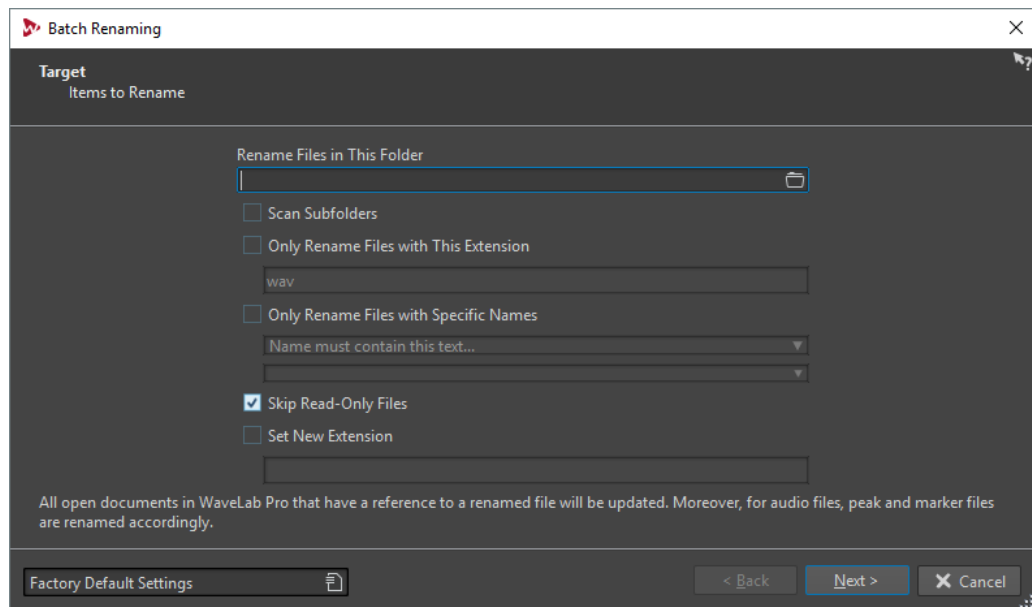 Batch Renaming
Target
Items to Rename
Rename Files in This Folder
Scan Subfolders
Only Rename Files with This Extension
wav
Only Rename Files with Specific Names
Name must contain this text...
Skip Read-Only Files
Set New Extension
All open documents in WaveLab Pro that have a reference to a renamed file will be updated. Moreover, for audio files, peak and marker files
are renamed accordingly.
Factory Default Settings
< Back Next > Cancel